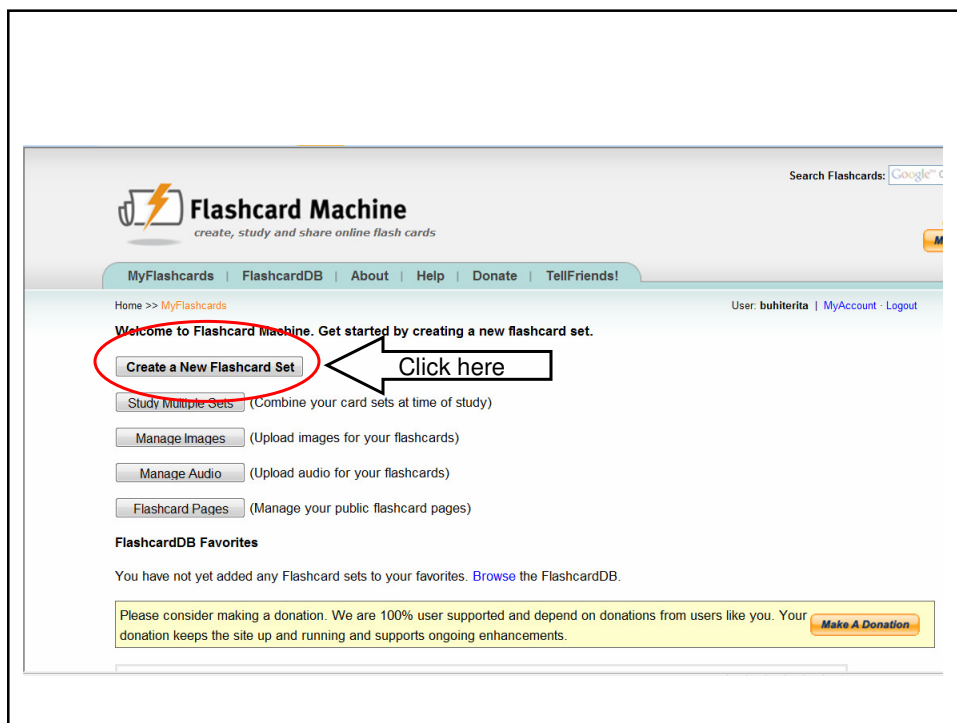 Search Flashcards: Google™
Flashcard Machine
create, study and share online flash cards
MyFlashcards | FlashcardDB | About | Help | Donate | TellFriends!
Home >> MyFlashcards User: buhiterita | MyAccount · Logout
Welcome to Flashcard Machine. Get started by creating a new flashcard set.
Create a New Flashcard Set Click here
Study Multiple Sets (Combine your card sets at time of study)
Manage Images (Upload images for your flashcards)
Manage Audio (Upload audio for your flashcards)
Flashcard Pages (Manage your public flashcard pages)
FlashcardDB Favorites
You have not yet added any Flashcard sets to your favorites. Browse the FlashcardDB.
Please consider making a donation. We are 100% user supported and depend on donations from users like you. Your
donation keeps the site up and running and supports ongoing enhancements.
Make A Donation